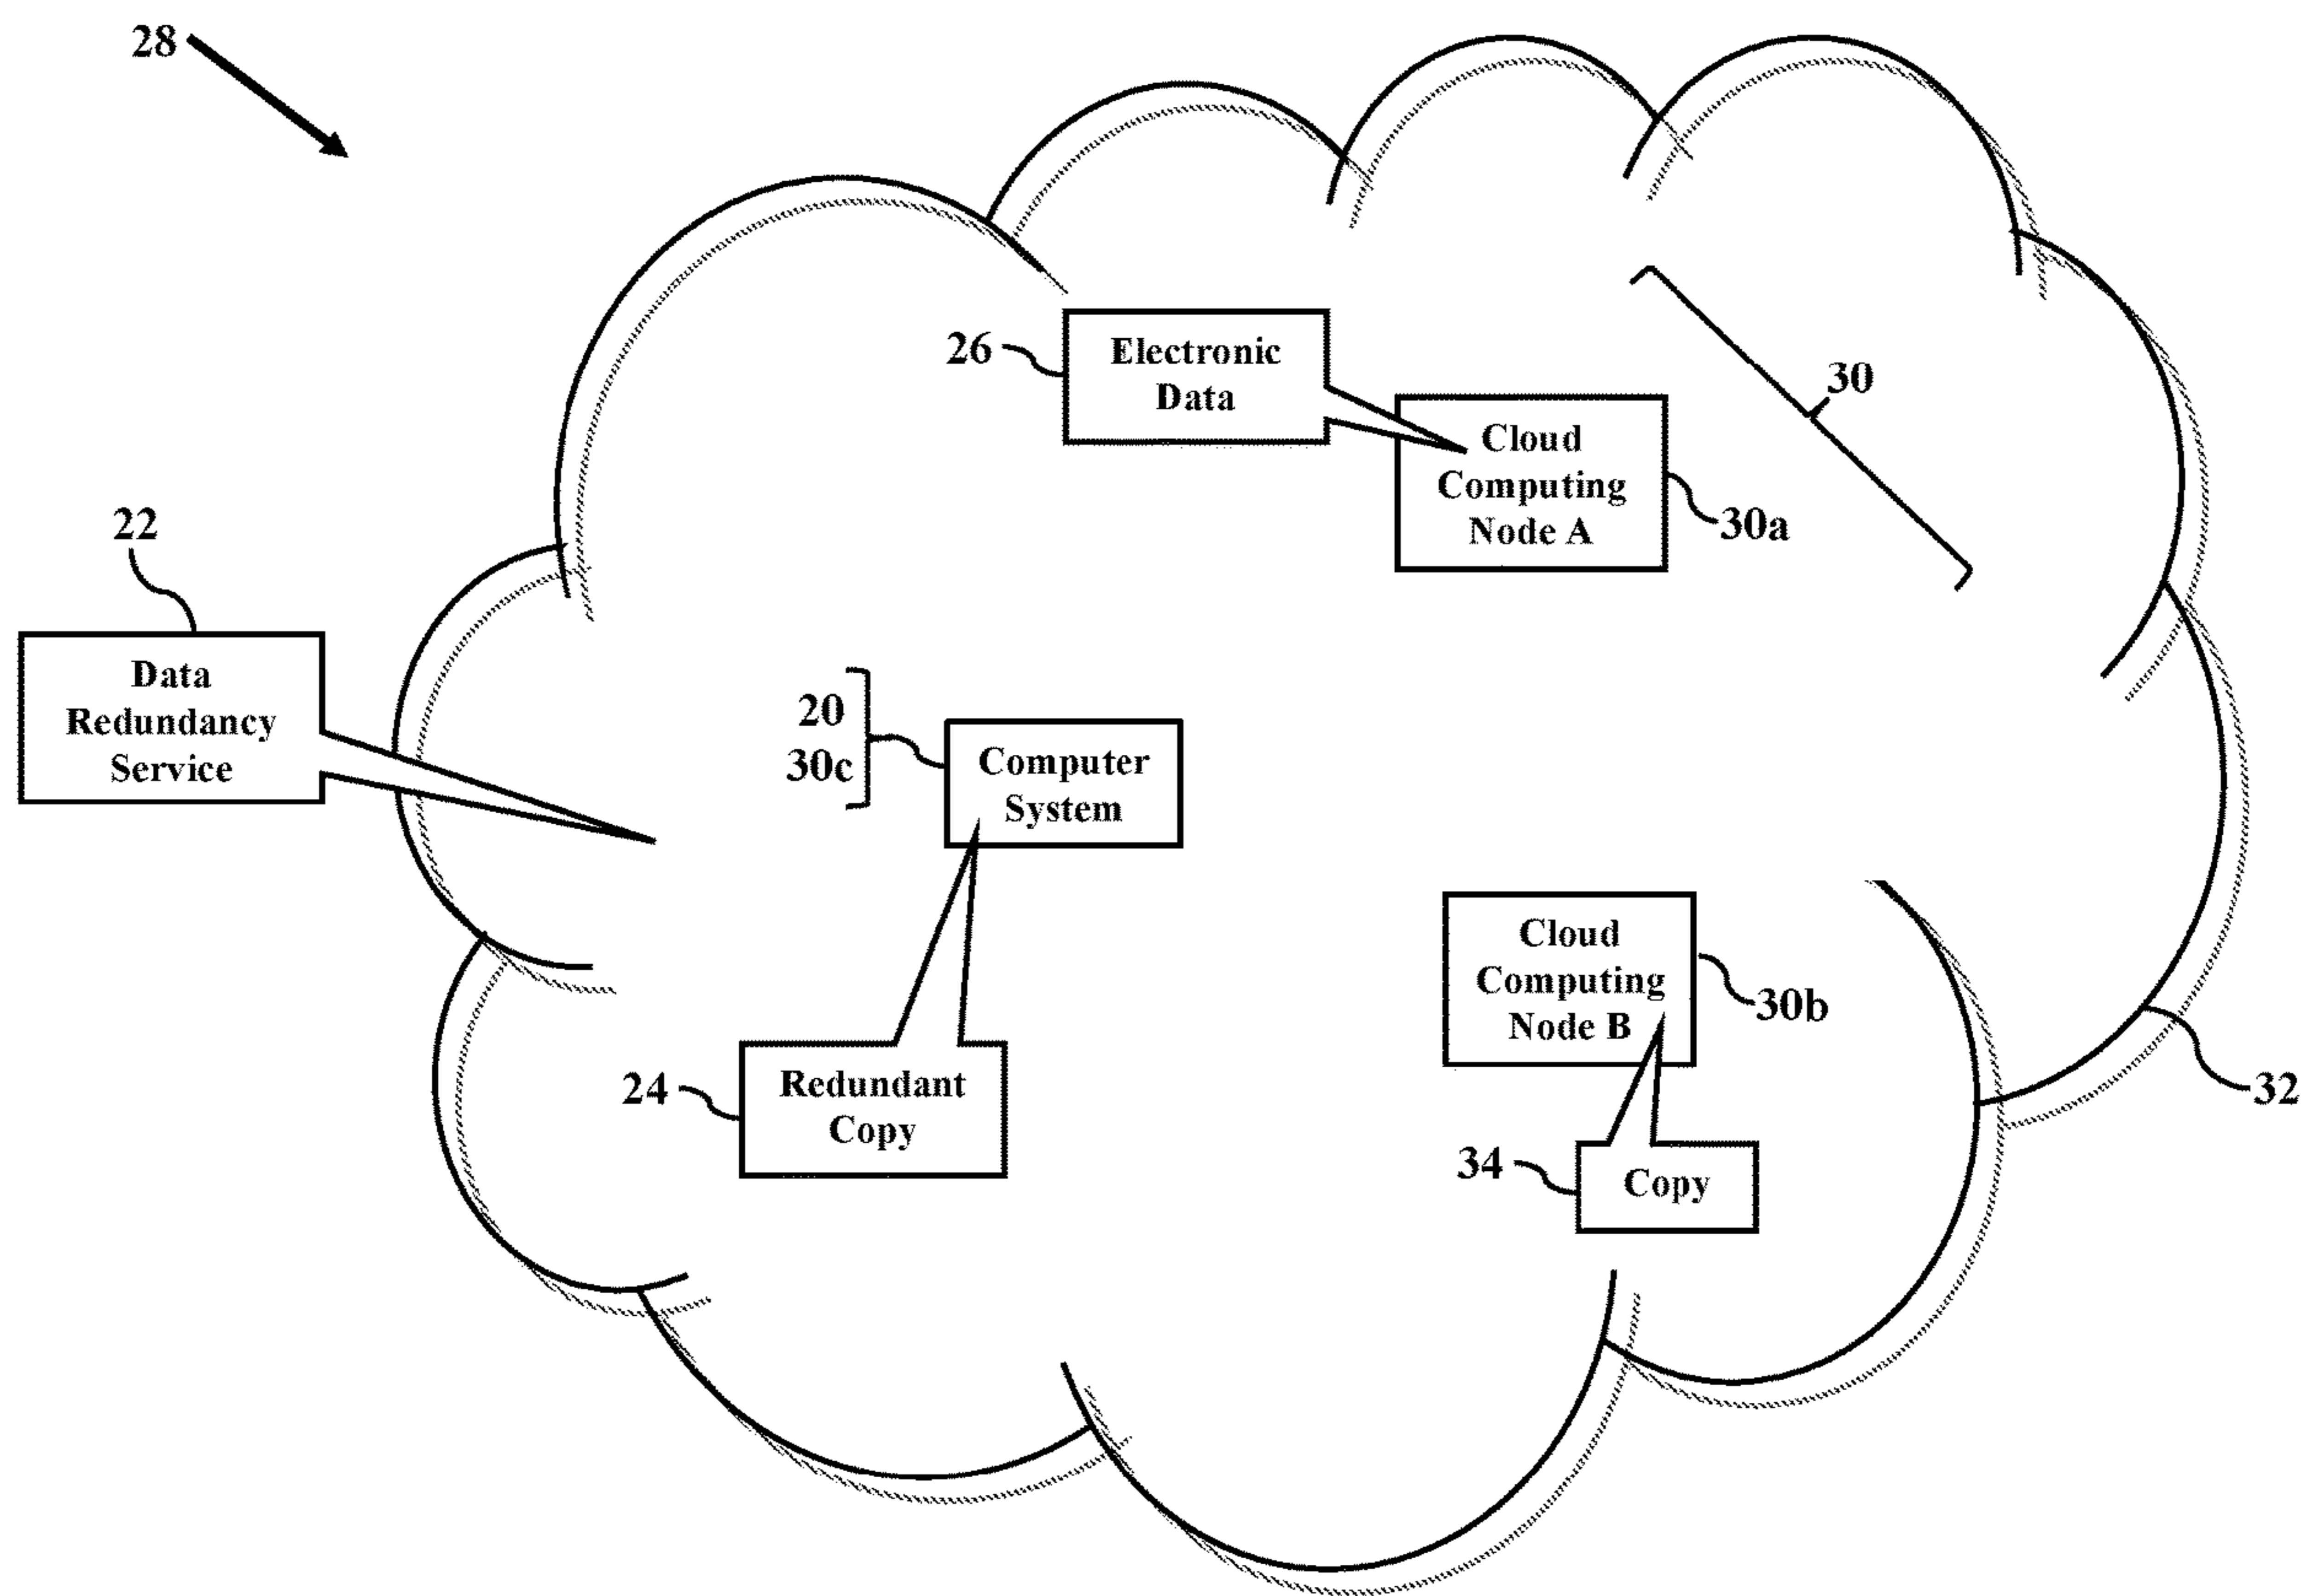 28
26
Electronic
Data
30
Cloud
Computing
Node A
30a
22
Data
Redundancy
Service
20
30c
Computer
System
Cloud
Computing
Node B
30b
24
Redundant
Copy
32
34
Copy